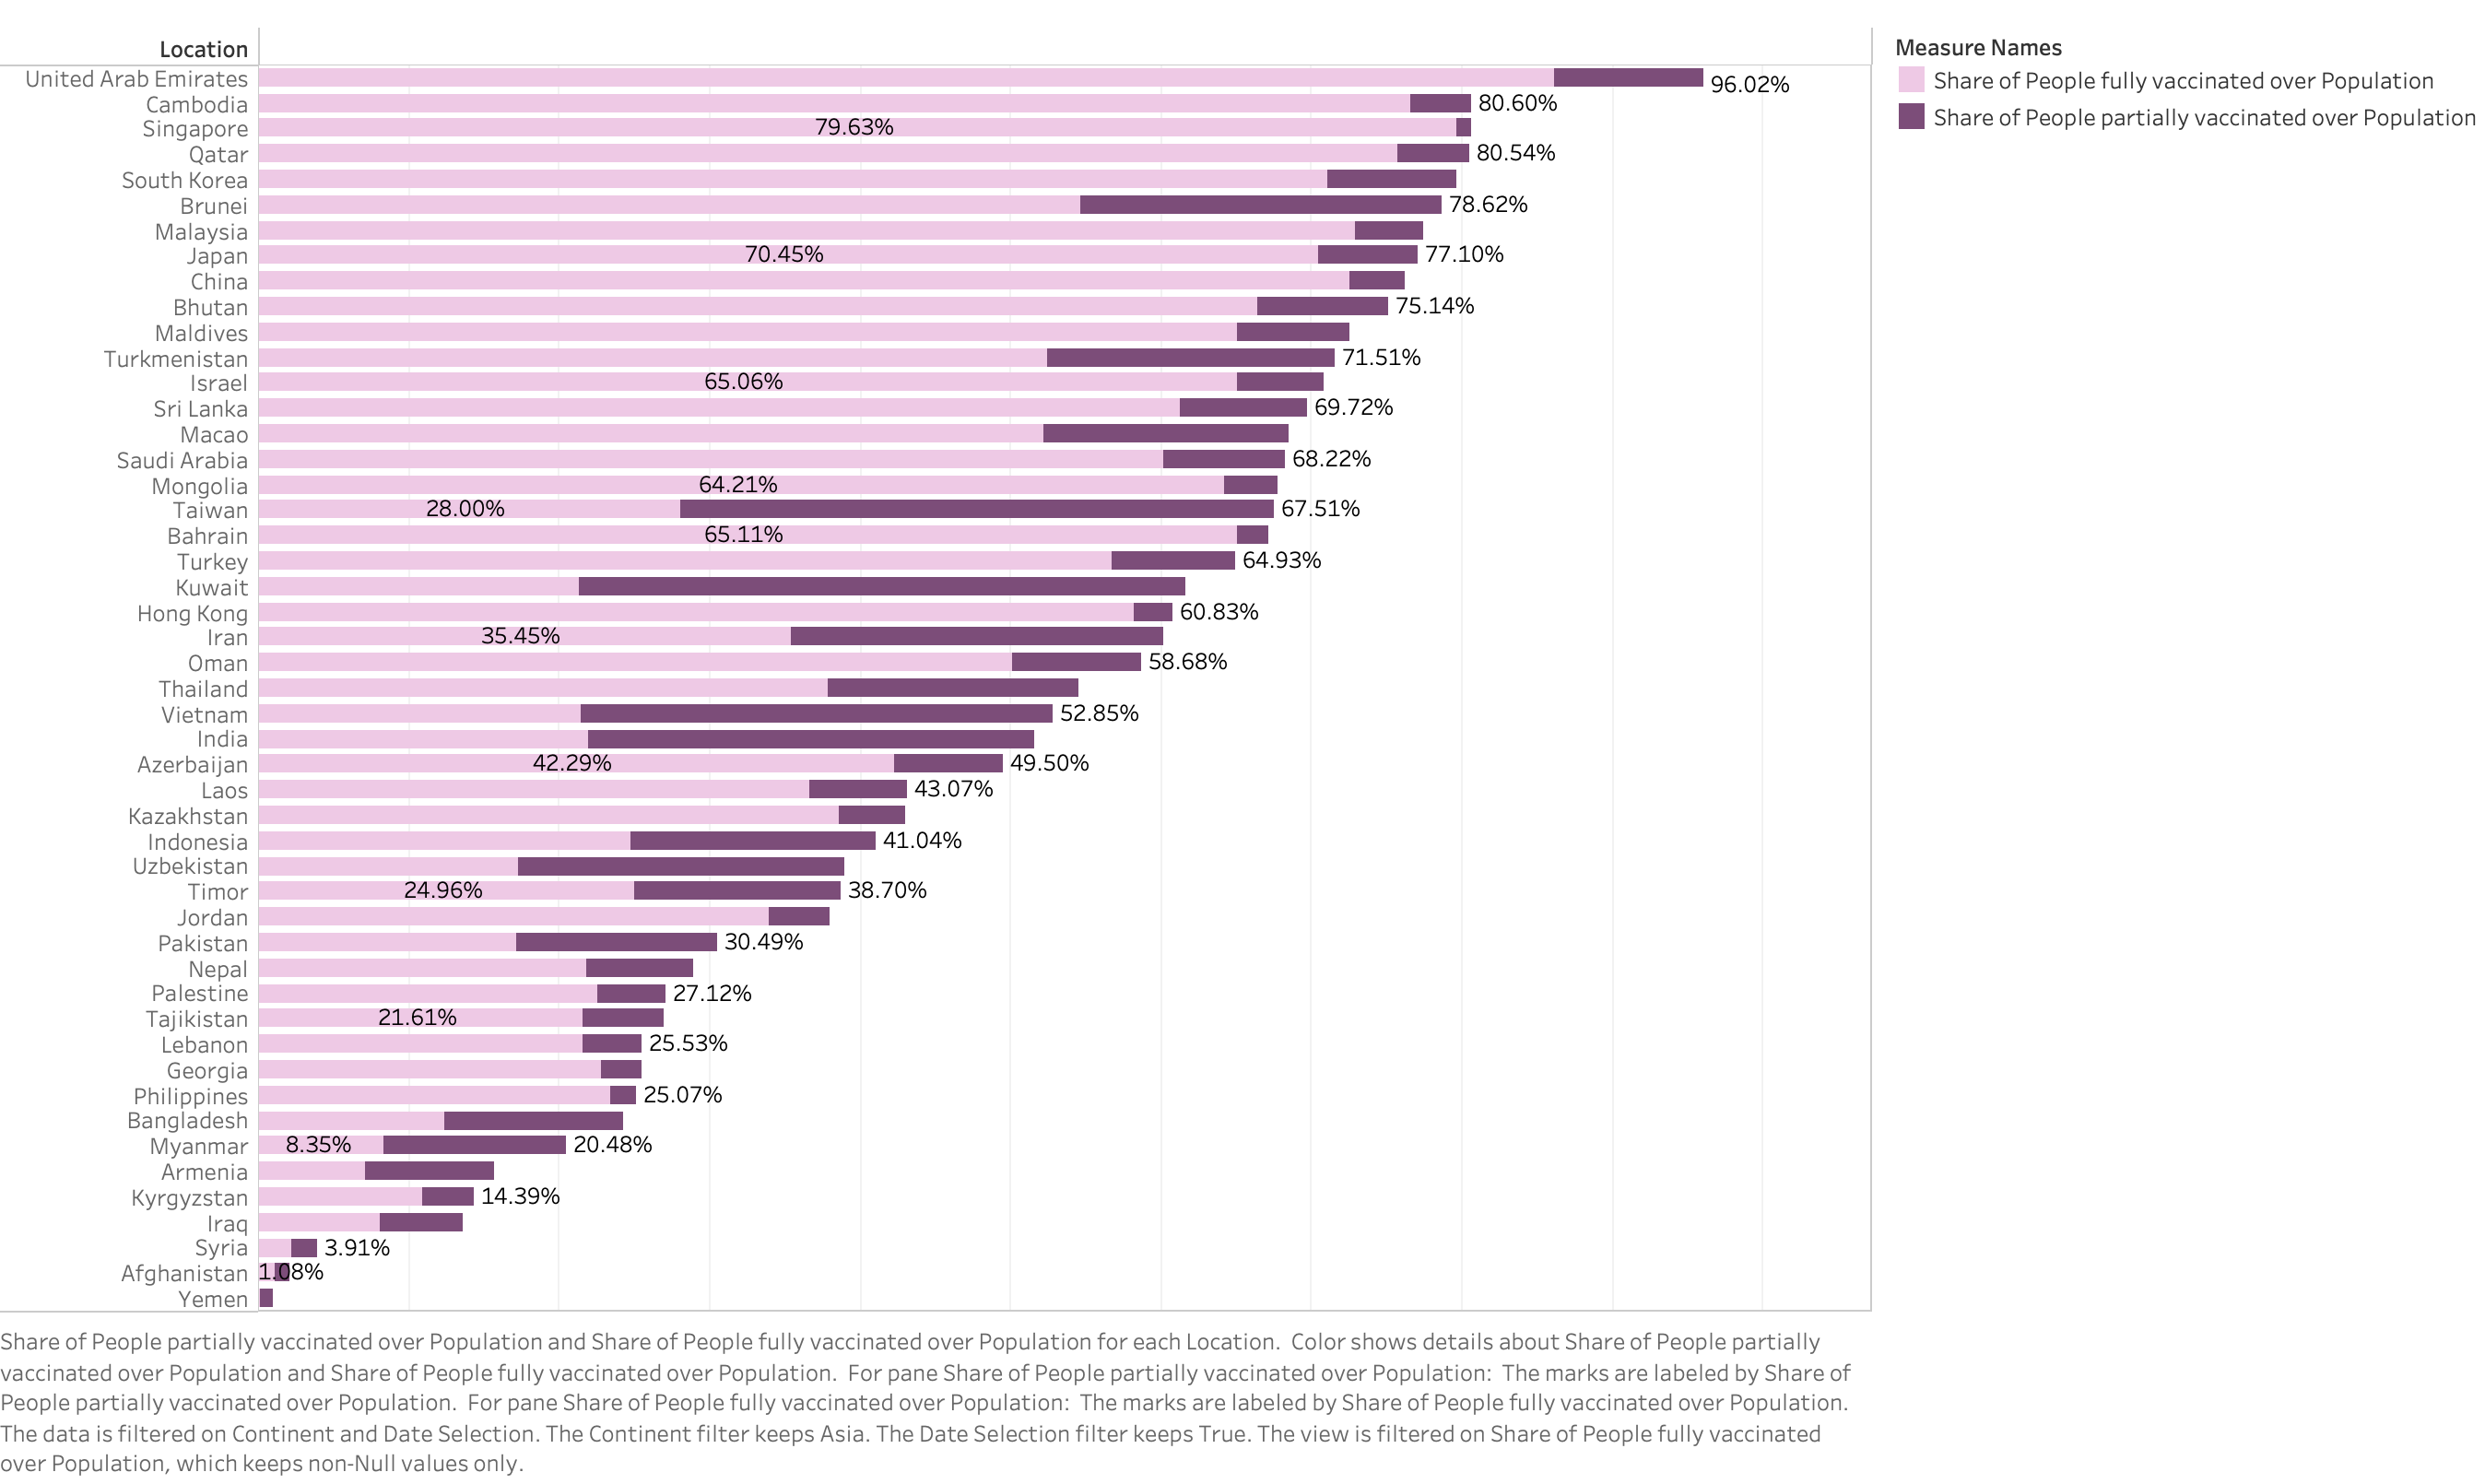 Location
Measure Names
United Arab Emirates 96.02%
Share of People fully vaccinated over Population
Cambodia 80.60%
Share of People partially vaccinated over Population
Singapore 79.63%
Qatar 80.54%
South Korea
Brunei 78.62%
Malaysia
Japan 70.45% 77.10%
China
Bhutan 75.14%
Maldives
Turkmenistan 71.51%
Israel 65.06%
Sri Lanka 69.72%
Macao
Saudi Arabia 68.22%
Mongolia 64.21%
Taiwan 28.00% 67.51%
Bahrain 65.11%
Turkey 64.93%
Kuwait
Hong Kong 60.83%
Iran 35.45%
Oman 58.68%
Thailand
Vietnam 52.85%
India
Azerbaijan 42.29% 49.50%
Laos 43.07%
Kazakhstan
Indonesia 41.04%
Uzbekistan
Timor 24.96% 38.70%
Jordan
Pakistan 30.49%
Nepal
Palestine 27.12%
Tajikistan 21.61%
Lebanon 25.53%
Georgia
Philippines 25.07%
Bangladesh
Myanmar 8.35% 20.48%
Armenia
Kyrgyzstan 14.39%
Iraq
Syria 3.91%
Afghanistan 1.08%
Yemen
Share of People partially vaccinated over Population and Share of People fully vaccinated over Population for each Location.  Color shows details about Share of People partially
vaccinated over Population and Share of People fully vaccinated over Population.  For pane Share of People partially vaccinated over Population:  The marks are labeled by Share of
People partially vaccinated over Population.  For pane Share of People fully vaccinated over Population:  The marks are labeled by Share of People fully vaccinated over Population.
The data is filtered on Continent and Date Selection. The Continent filter keeps Asia. The Date Selection filter keeps True. The view is filtered on Share of People fully vaccinated
over Population, which keeps non-Null values only.